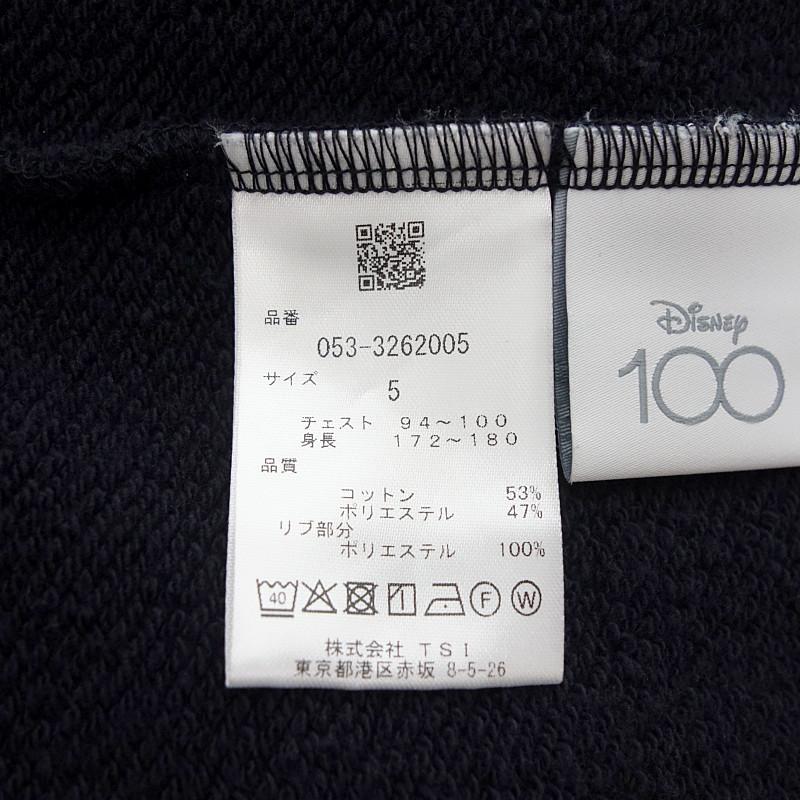 品番
053-3262005
サイズ
5
チェスト 94～100
身長 172～180
品質
コットン 53%
ポリエステル 47%
リブ部分
ポリエステル 100%
40 F W
株式会社 TSI
東京都港区赤坂 8-5-26
Disney
100